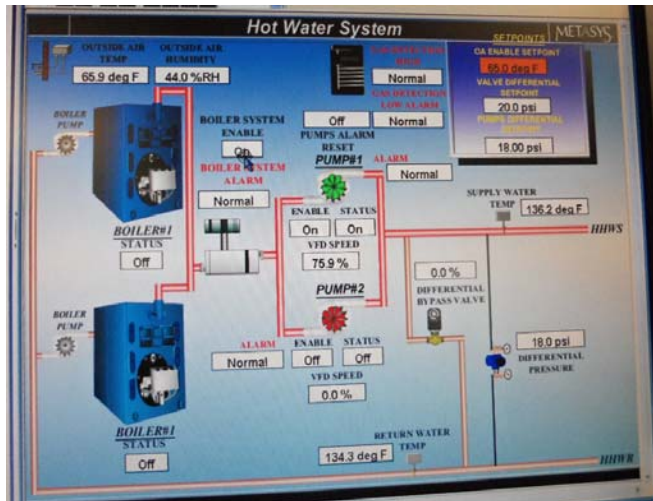 Hot Water System
METASYS
SETPOINTS
OA ENABLE SETPOINT
65.0 deg F
VALVE DIFFERENTIAL
SETPOINT
20.0 psi
PUMPS DIFFERENTIAL
SETPOINT
18.00 psi
OUTSIDE AIR
TEMP
65.9 deg F
OUTSIDE AIR
HUMIDITY
44.0 %RH
GAS DETECTION
HIGH
Normal
GAS DETECTION
LOW ALARM
Normal
Off
PUMPS ALARM
RESET
BOILER
PUMP
BOILER SYSTEM
ENABLE
On
BOILER SYSTEM
ALARM
Normal
PUMP#1
ALARM
Normal
ENABLE
On
STATUS
On
VFD SPEED
75.9 %
SUPPLY WATER
TEMP
136.2 deg F
HHWS
BOILER#1
STATUS
Off
0.0 %
DIFFERENTIAL
BYPASS VALVE
PUMP#2
BOILER
PUMP
ALARM
Normal
ENABLE
Off
STATUS
Off
VFD SPEED
0.0 %
18.0 psi
DIFFERENTIAL
PRESSURE
BOILER#1
STATUS
Off
134.3 deg F
RETURN WATER
TEMP
HHWR